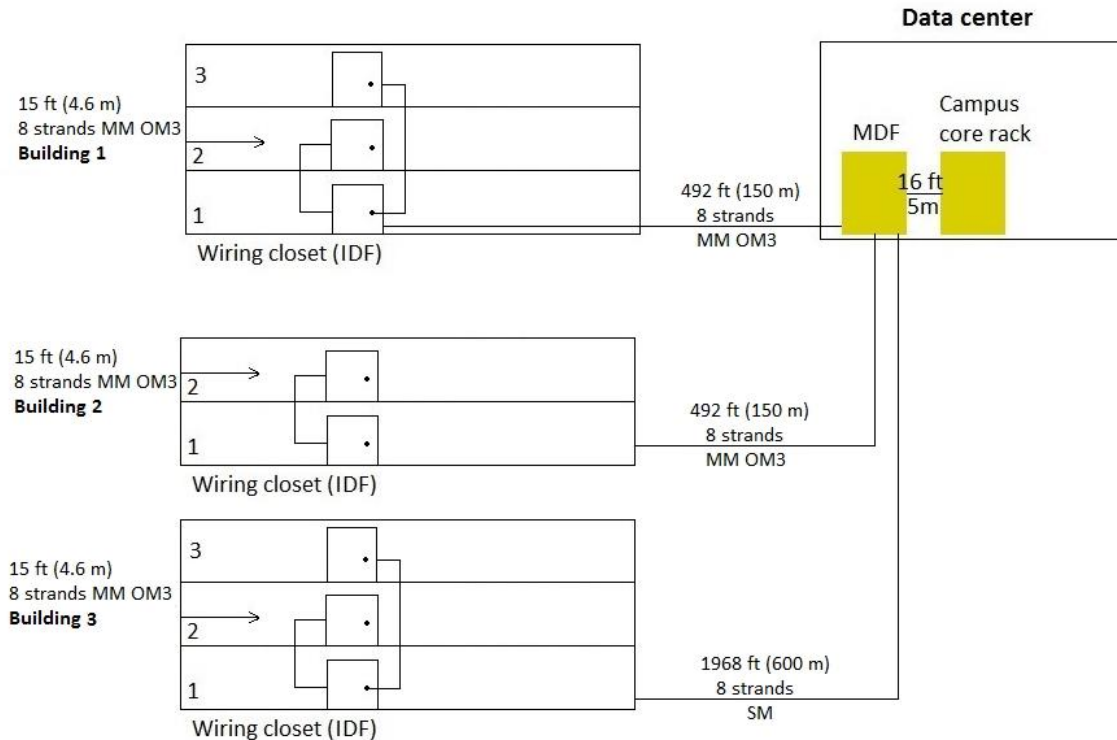 Data center
3
15 ft (4.6 m)
8 strands MM OM3
Building 1
2
1
Wiring closet (IDF)
492 ft (150 m)
8 strands
MM OM3
MDF
Campus
core rack
16 ft
5m
15 ft (4.6 m)
8 strands MM OM3
Building 2
2
1
Wiring closet (IDF)
492 ft (150 m)
8 strands
MM OM3
3
15 ft (4.6 m)
8 strands MM OM3
Building 3
2
1
Wiring closet (IDF)
1968 ft (600 m)
8 strands
SM